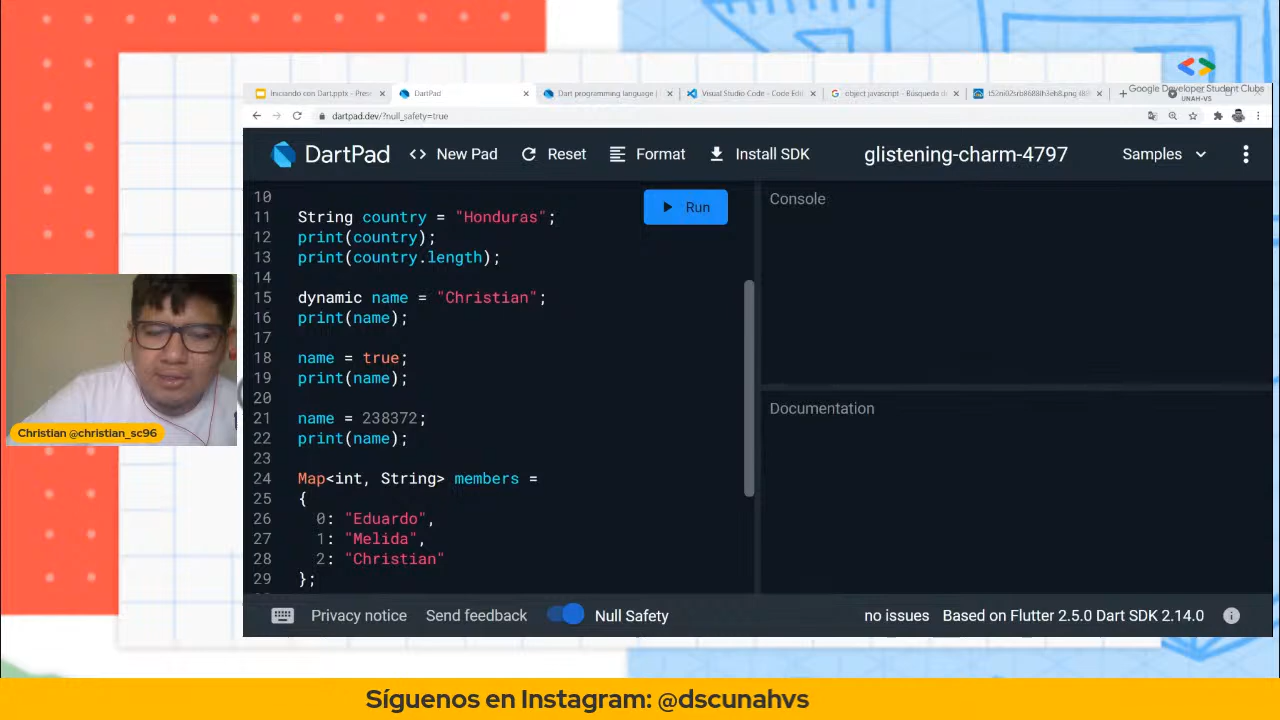 Iniciando con Dart.pptx - Prese
DartPad
Dart programming language |
Visual Studio Code - Code Edi
object javascript - Búsqueda de
Google Developer Student Clubs
UNAH-VS
dartpad.dev/?null_safety=true
DartPad
New Pad
Reset
Format
Install SDK
glistening-charm-4797
Samples
10
11 String country = "Honduras";
12 print(country);
13 print(country.length);
14
15 dynamic name = "Christian";
16 print(name);
17
18 name = true;
19 print(name);
20
21 name = 238372;
22 print(name);
23
24 Map<int, String> members =
25 {
26 0: "Eduardo",
27 1: "Melida",
28 2: "Christian"
29 };
Run
Console
Documentation
Christian @christian_sc96
Privacy notice
Send feedback
Null Safety
no issues
Based on Flutter 2.5.0 Dart SDK 2.14.0
Síguenos en Instagram: @dscunahvs